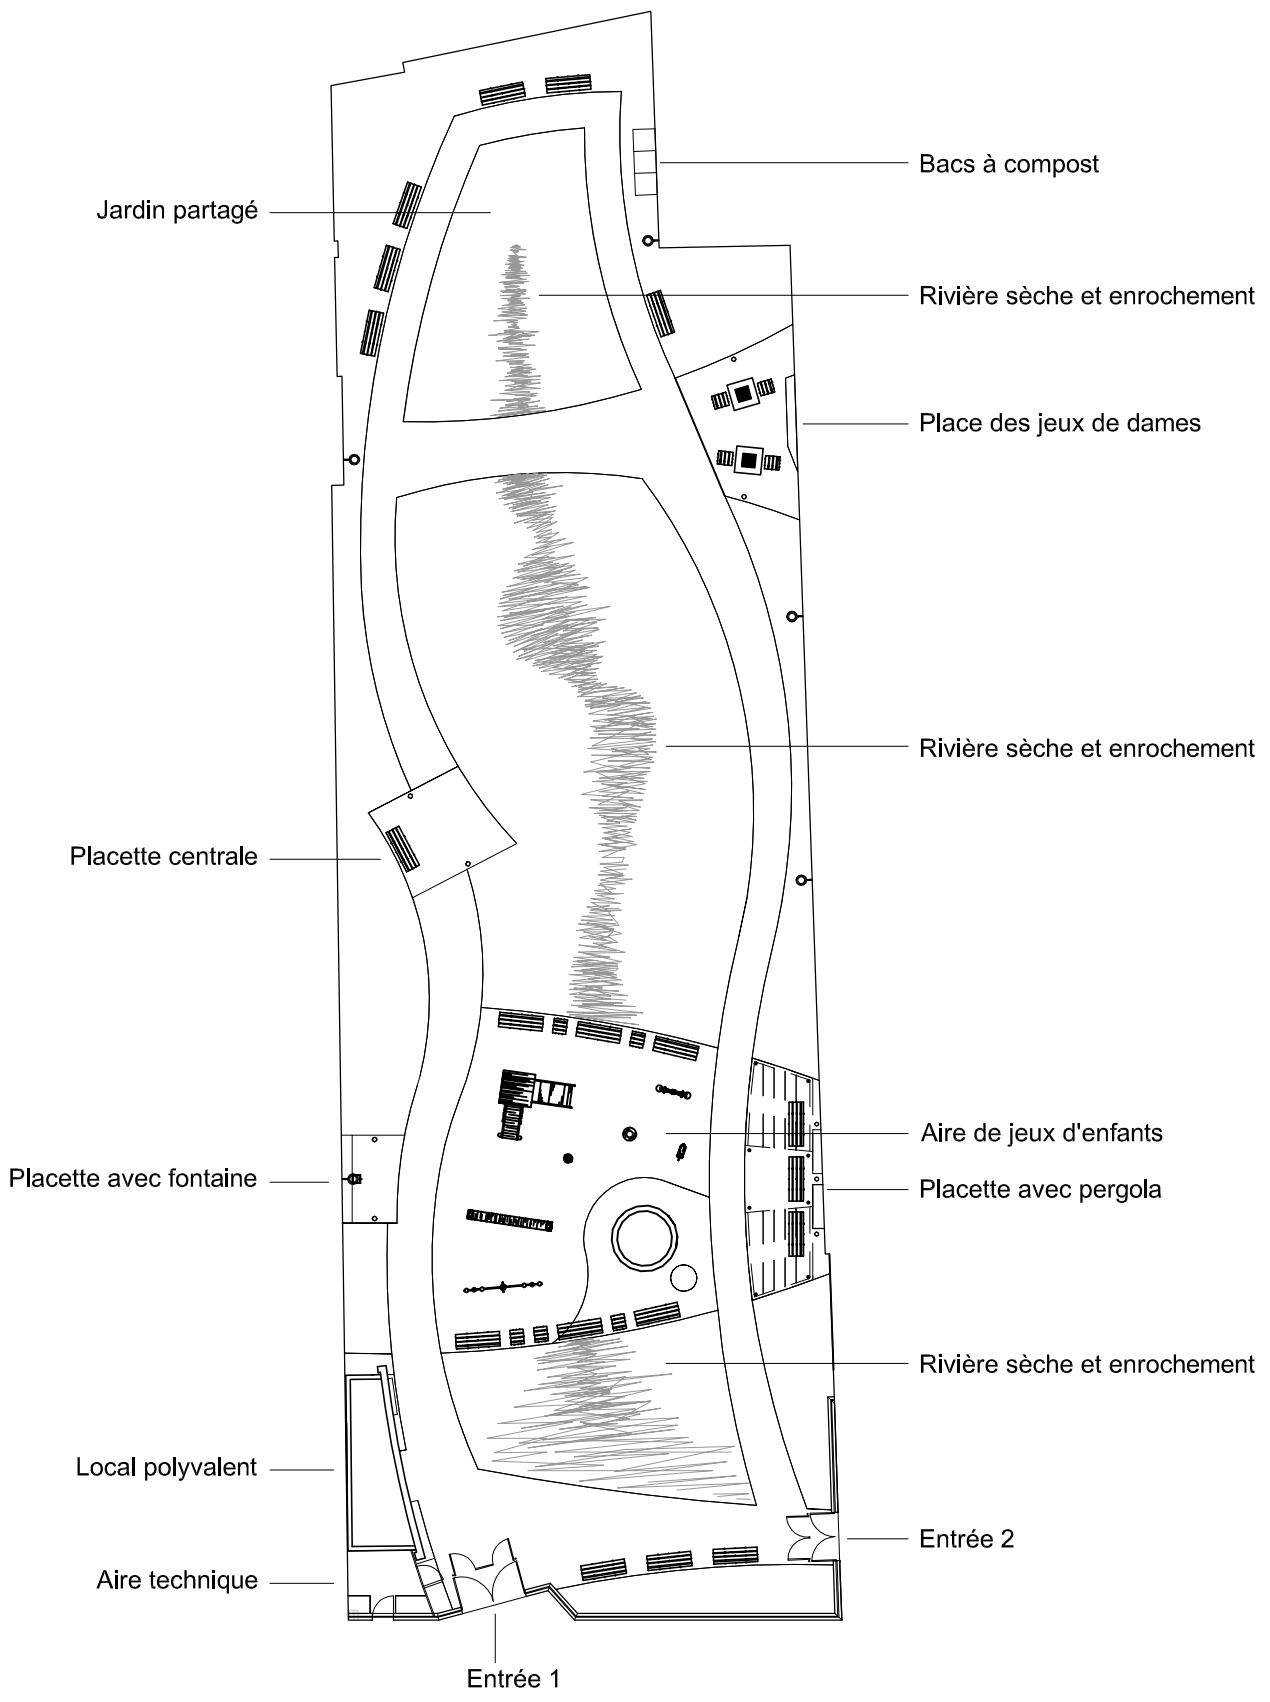 Bacs à compost
Jardin partagé
Rivière sèche et enrochement
Place des jeux de dames
Rivière sèche et enrochement
Placette centrale
Aire de jeux d'enfants
Placette avec fontaine
Placette avec pergola
Rivière sèche et enrochement
Local polyvalent
Entrée 2
Aire technique
Entrée 1